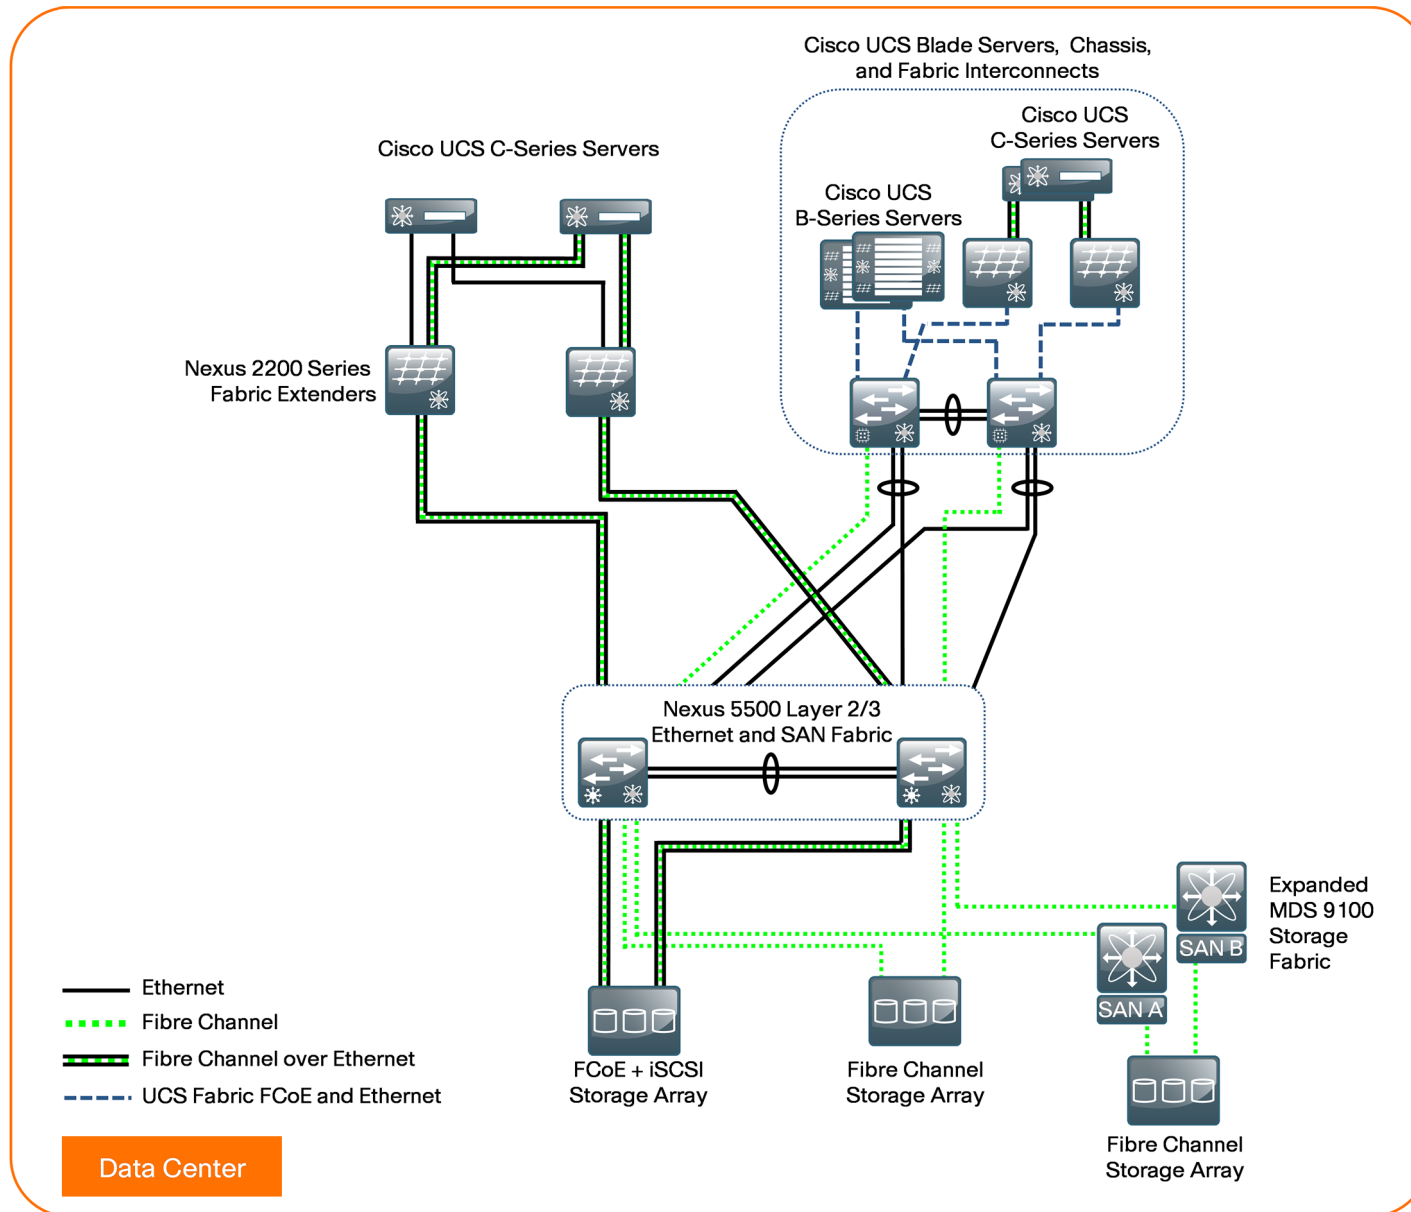 Cisco UCS Blade Servers, Chassis,
and Fabric Interconnects
Cisco UCS
C-Series Servers
Cisco UCS C-Series Servers
Cisco UCS
B-Series Servers
Nexus 2200 Series
Fabric Extenders
Nexus 5500 Layer 2/3
Ethernet and SAN Fabric
Expanded
MDS 9100
Storage
Fabric
SAN B
SAN A
Ethernet
Fibre Channel
Fibre Channel over Ethernet
UCS Fabric FCoE and Ethernet
FCoE + iSCSI
Storage Array
Fibre Channel
Storage Array
Fibre Channel
Storage Array
Data Center